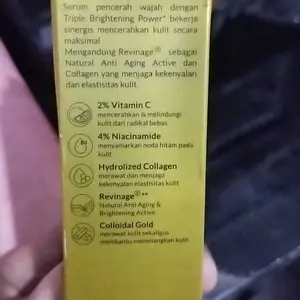 Serum pencerah wajah dengan
Triple Brightening Power* bekerja
sinergis mencerahkan kulit secara
maksimal
Mengandung Revinage® sebagai
Natural Anti Aging Active dan
Collagen yang menjaga kekenyalan
dan elastisitas kulit.
2% Vitamin C
mencerahkan & melindungi
kulit dari radikal bebas
4% Niacinamide
menyamarkan noda hitam pada
kulit
Hydrolized Collagen
merawat dan menjaga
kekenyalan elastisitas kulit
Revinage®**
Natural Anti Aging &
Brightening Active
Colloidal Gold
merawat kulit sekaligus
membantu menenangkan kulit